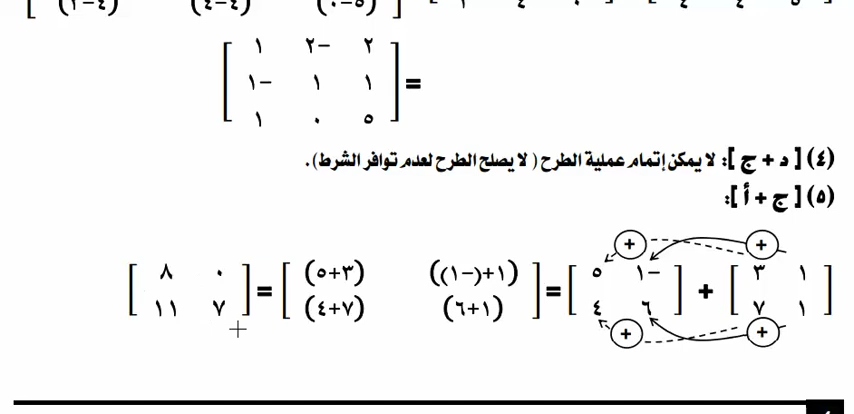 ٢ ٢− ١
= ١ ١ ١−
٥ ٠ ١
(٤) [ د + ج ]: لا يمكن إتمام عملية الطرح ( لا يصلح الطرح لعدم توافر الشرط).
(٥) [ ج + أ ]:
+ +
[ ١ ٣ ] + [ ١− ٥ ] = [ (١+(−١)) (٣+٥) ] = [ ٠ ٨ ]
[ ١ ٧ ] [ ٦ ٤ ] [ (١+٦) (٧+٤) ] [ ٧ ١١ ]
+ +